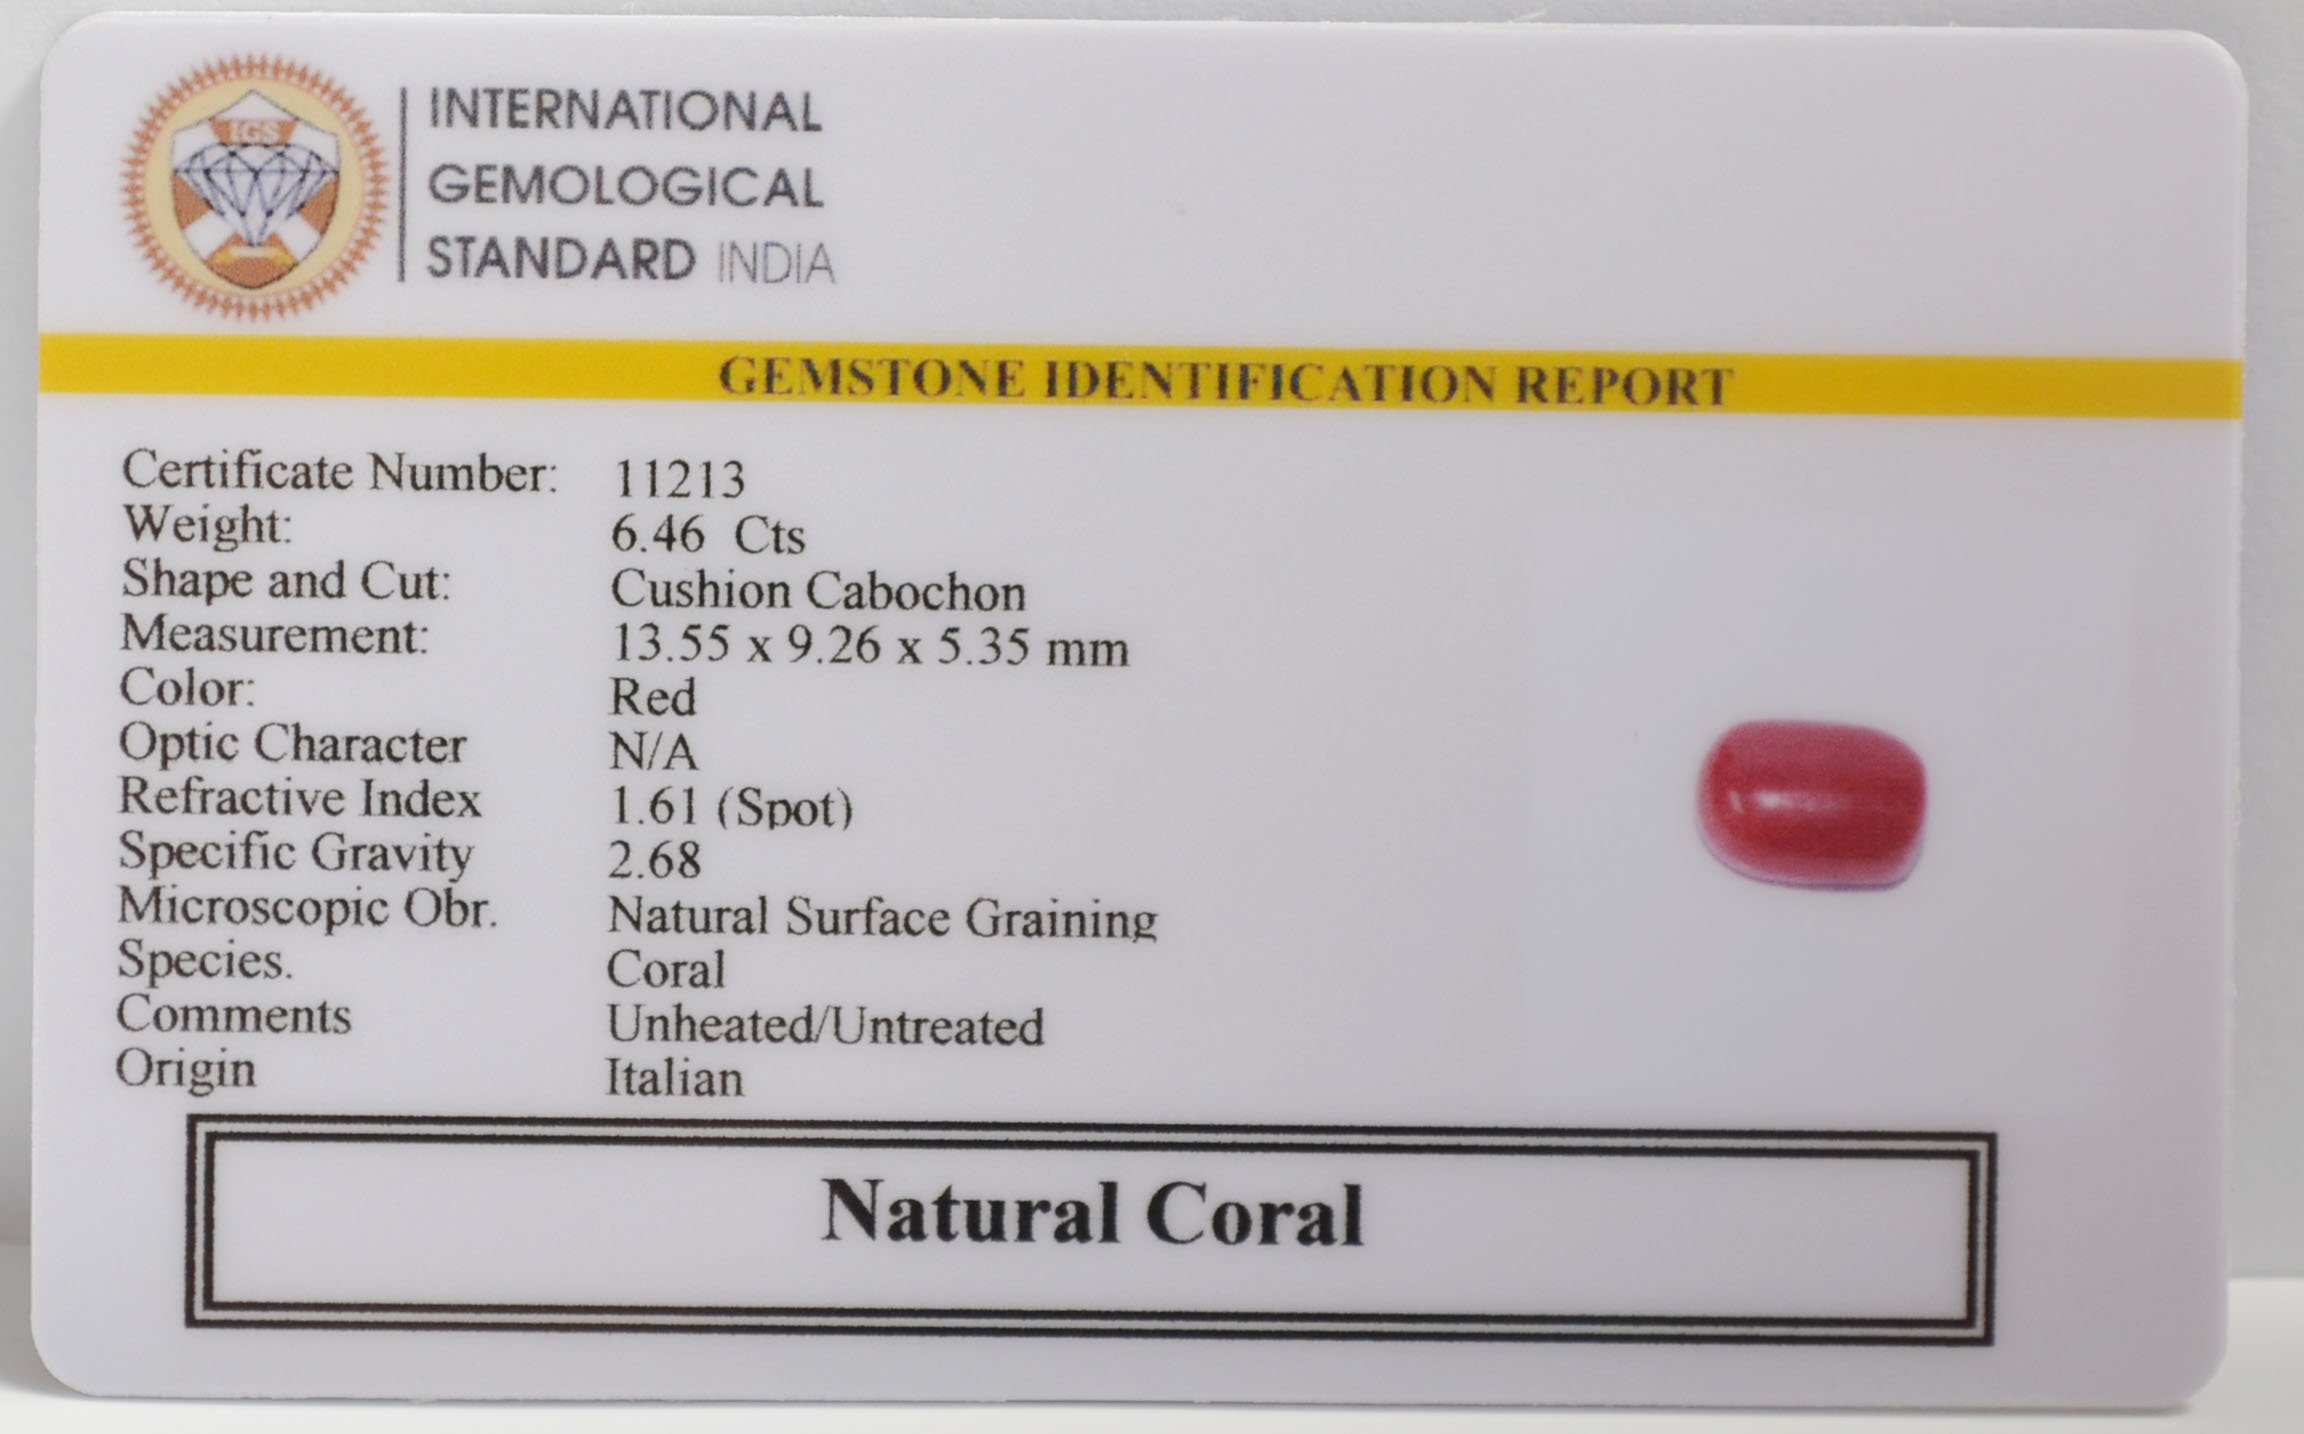 IGS
INTERNATIONAL
GEMOLOGICAL
STANDARD INDIA
GEMSTONE IDENTIFICATION REPORT
Certificate Number: 11213
Weight: 6.46 Cts
Shape and Cut: Cushion Cabochon
Measurement: 13.55 x 9.26 x 5.35 mm
Color: Red
Optic Character N/A
Refractive Index 1.61 (Spot)
Specific Gravity 2.68
Microscopic Obr. Natural Surface Graining
Species. Coral
Comments Unheated/Untreated
Origin Italian
Natural Coral